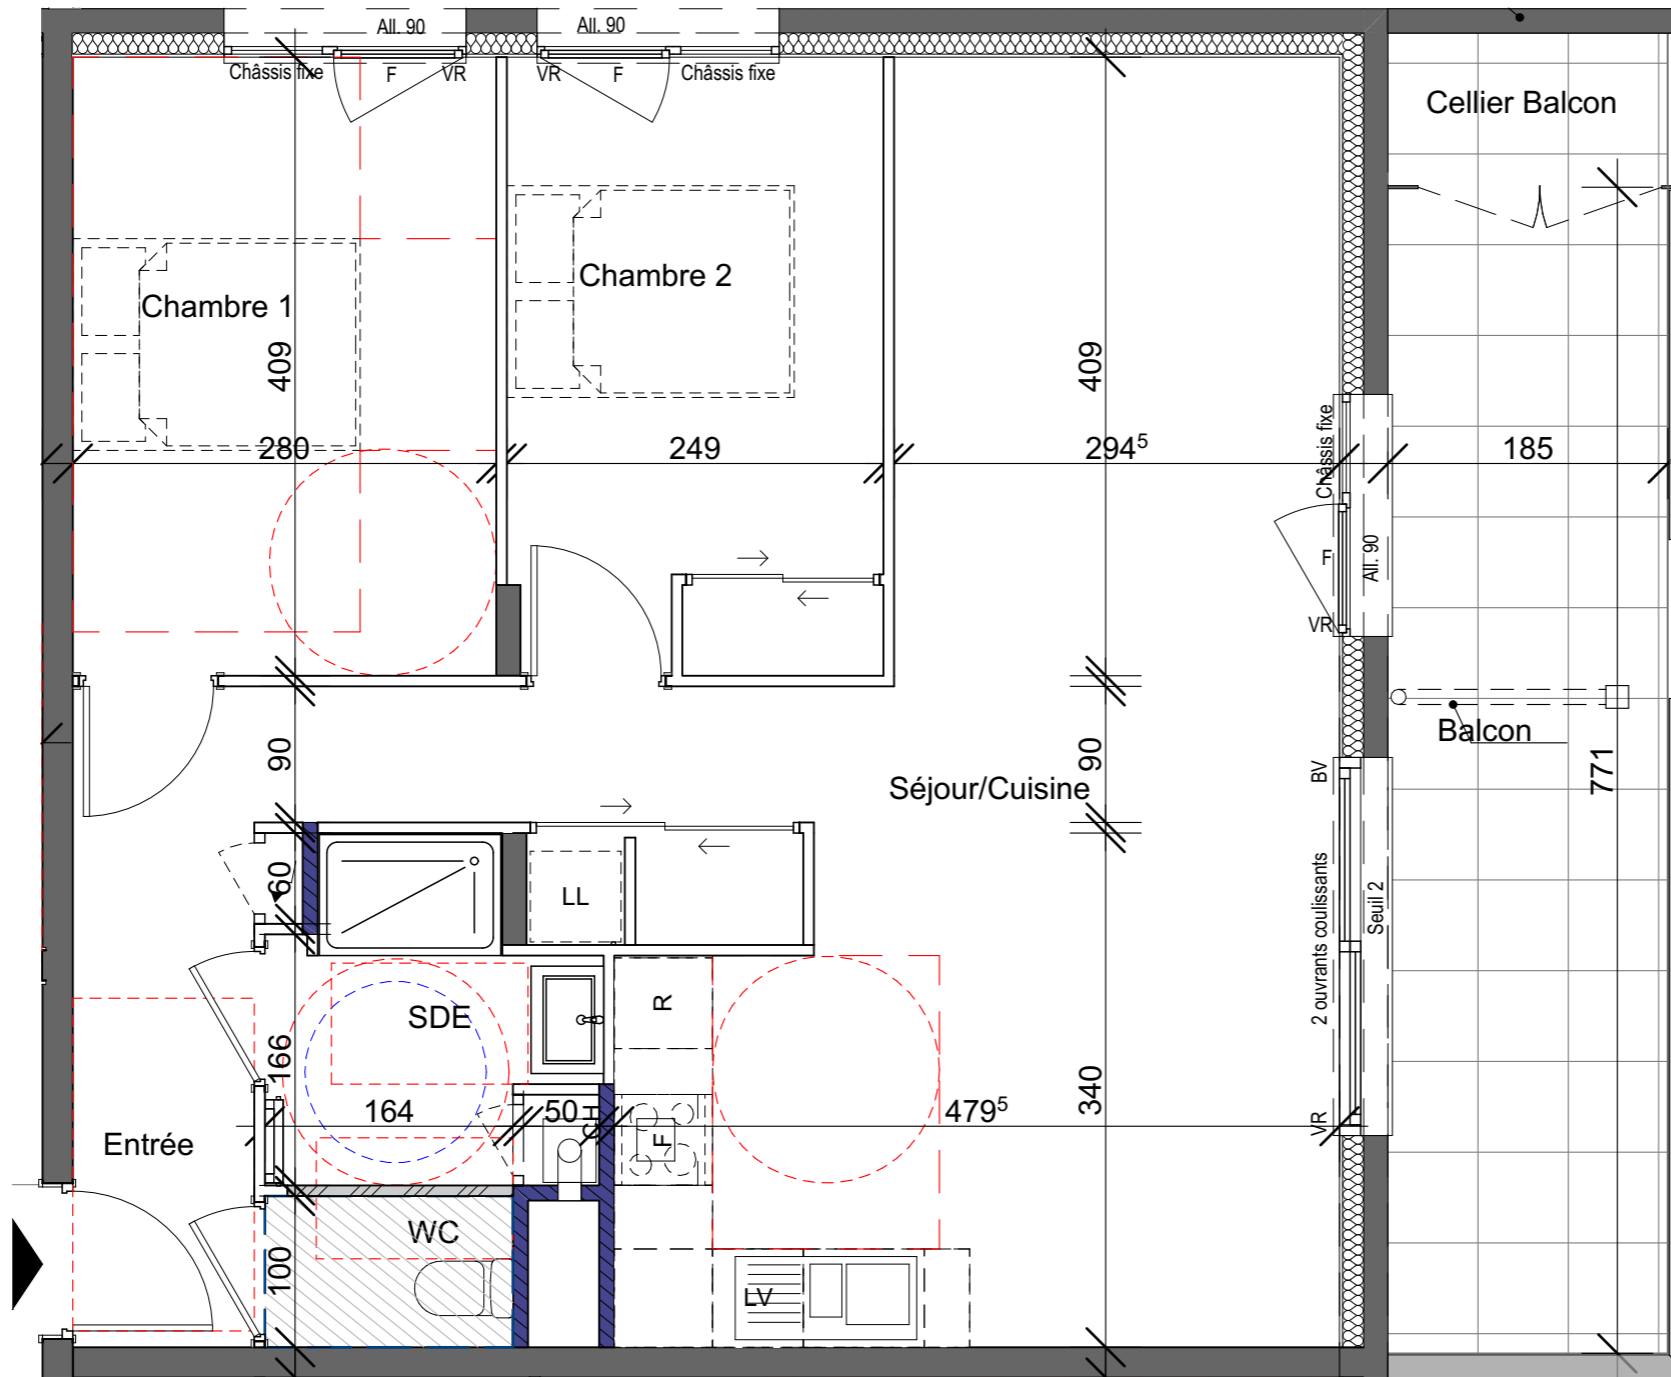 All. 90
All. 90
Châssis fixe
F
VR
VR
F
Châssis fixe
Cellier Balcon
Chambre 1
Chambre 2
409
409
280
249
294⁵
185
Châssis fixe
F
All. 90
VR
Balcon
90
90
771
Séjour/Cuisine
BV
60
LL
2 ouvrants coulissants
Seuil 2
R
SDE
166
164
50
CH
F
479⁵
340
VR
Entrée
WC
100
LV